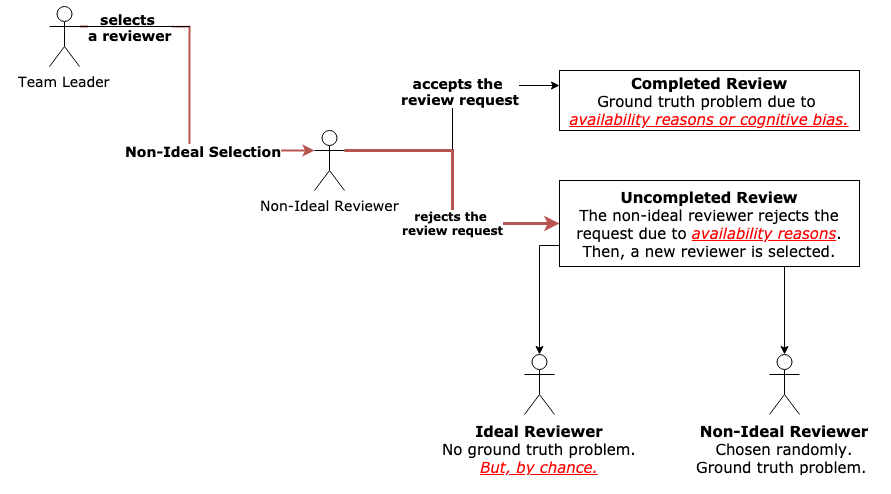 selects
a reviewer
Team Leader
Non-Ideal Selection
Non-Ideal Reviewer
accepts the
review request
Completed Review
Ground truth problem due to
availability reasons or cognitive bias.
rejects the
review request
Uncompleted Review
The non-ideal reviewer rejects the
request due to availability reasons.
Then, a new reviewer is selected.
Ideal Reviewer
No ground truth problem.
But, by chance.
Non-Ideal Reviewer
Chosen randomly.
Ground truth problem.